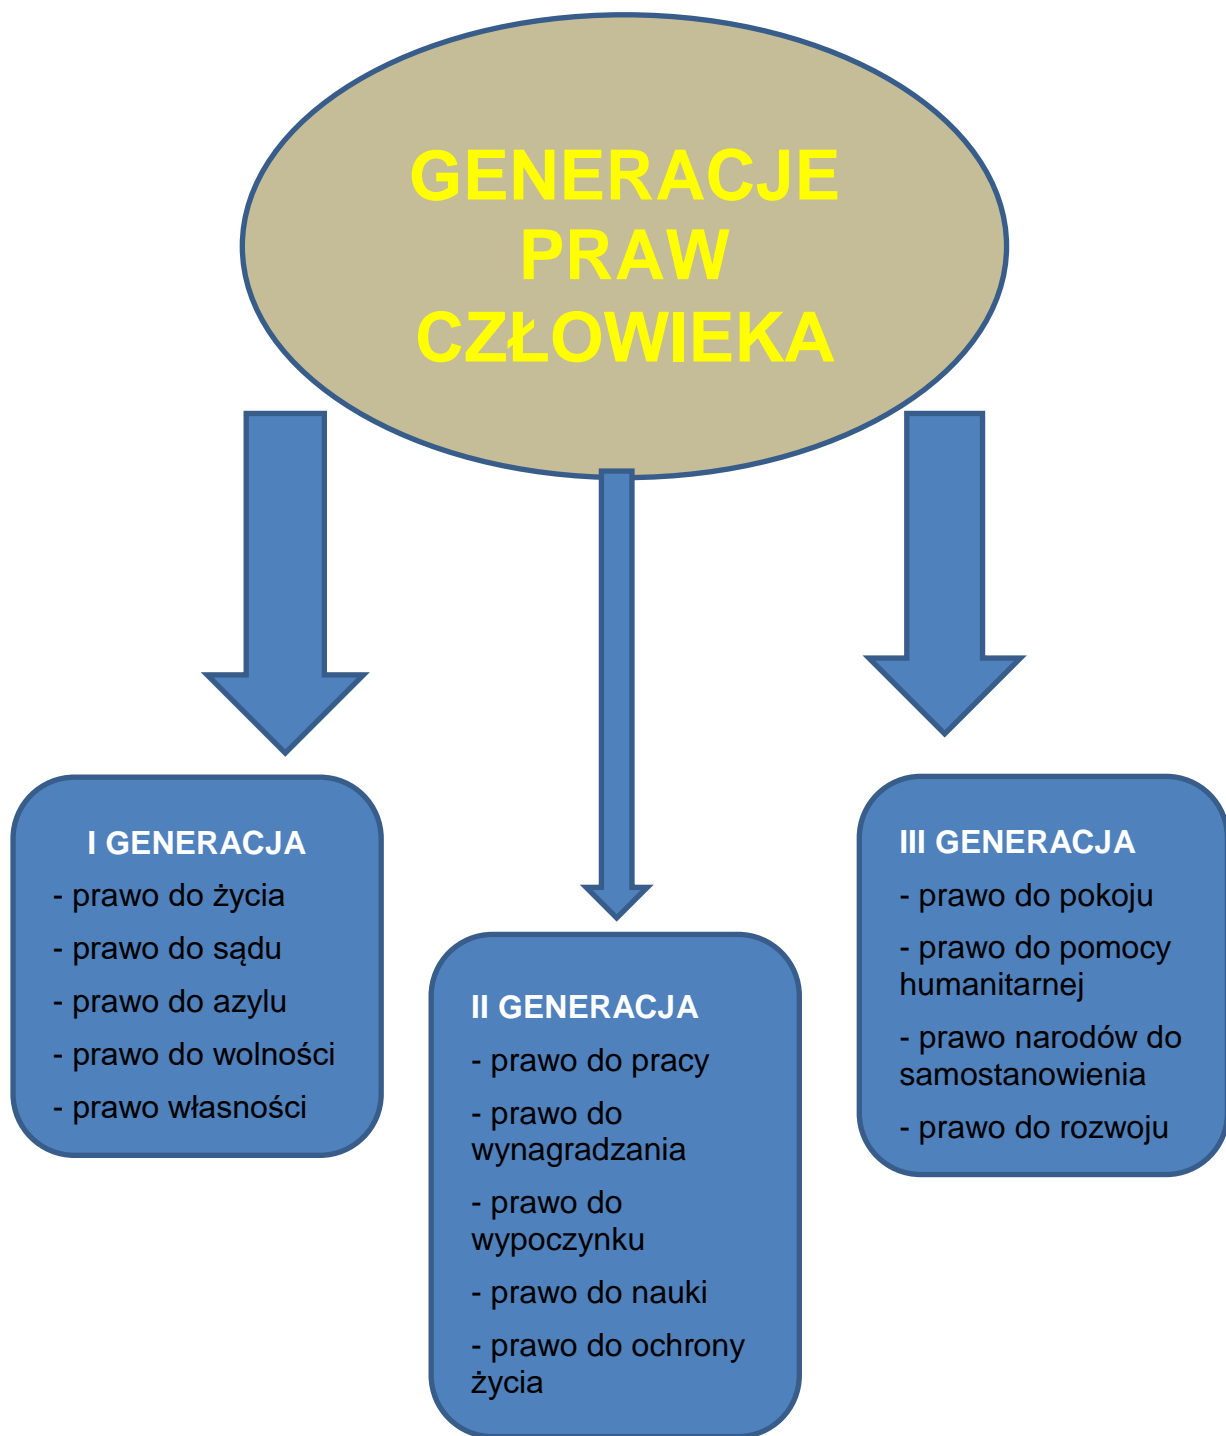 GENERACJE
PRAW
CZŁOWIEKA
I GENERACJA
- prawo do życia
- prawo do sądu
- prawo do azylu
- prawo do wolności
- prawo własności
II GENERACJA
- prawo do pracy
- prawo do
wynagradzania
- prawo do
wypoczynku
- prawo do nauki
- prawo do ochrony
życia
III GENERACJA
- prawo do pokoju
- prawo do pomocy
humanitarnej
- prawo narodów do
samostanowienia
- prawo do rozwoju